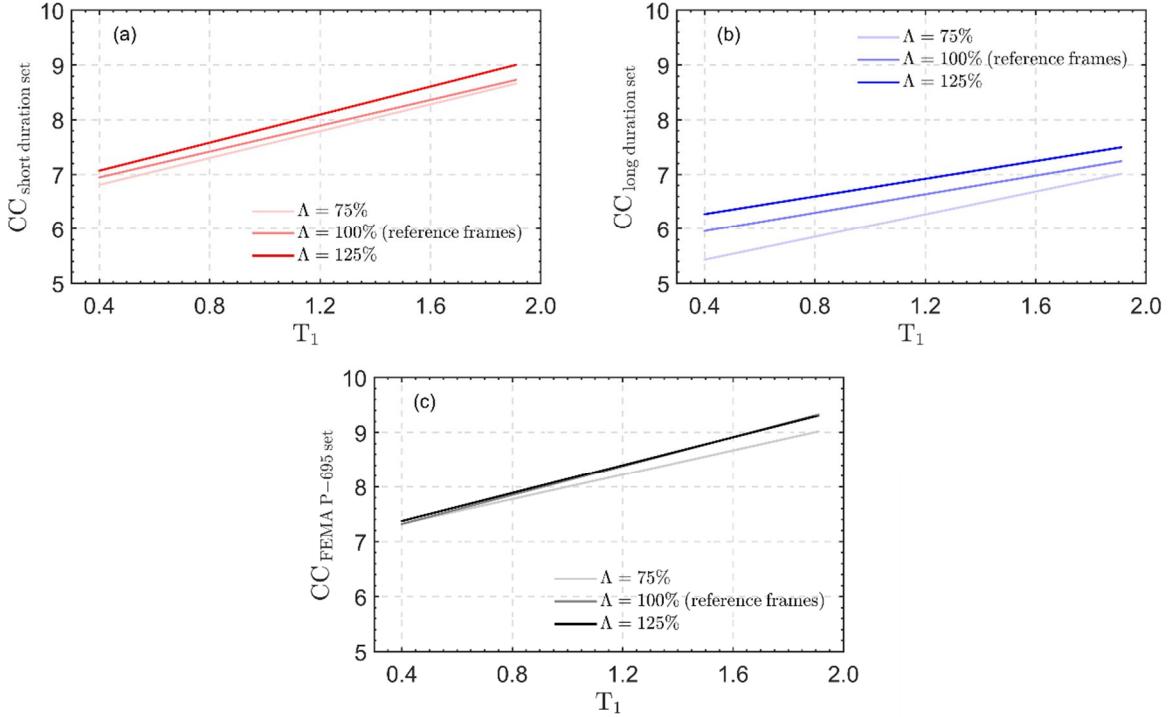 (a)
CC short duration set
10
9
8
7
6
5
Λ = 75%
Λ = 100% (reference frames)
Λ = 125%
0.4 0.8 1.2 1.6 2.0
T1
(b)
CC long duration set
10
9
8
7
6
5
Λ = 75%
Λ = 100% (reference frames)
Λ = 125%
0.4 0.8 1.2 1.6 2.0
T1
(c)
CC FEMA P−695 set
10
9
8
7
6
5
Λ = 75%
Λ = 100% (reference frames)
Λ = 125%
0.4 0.8 1.2 1.6 2.0
T1